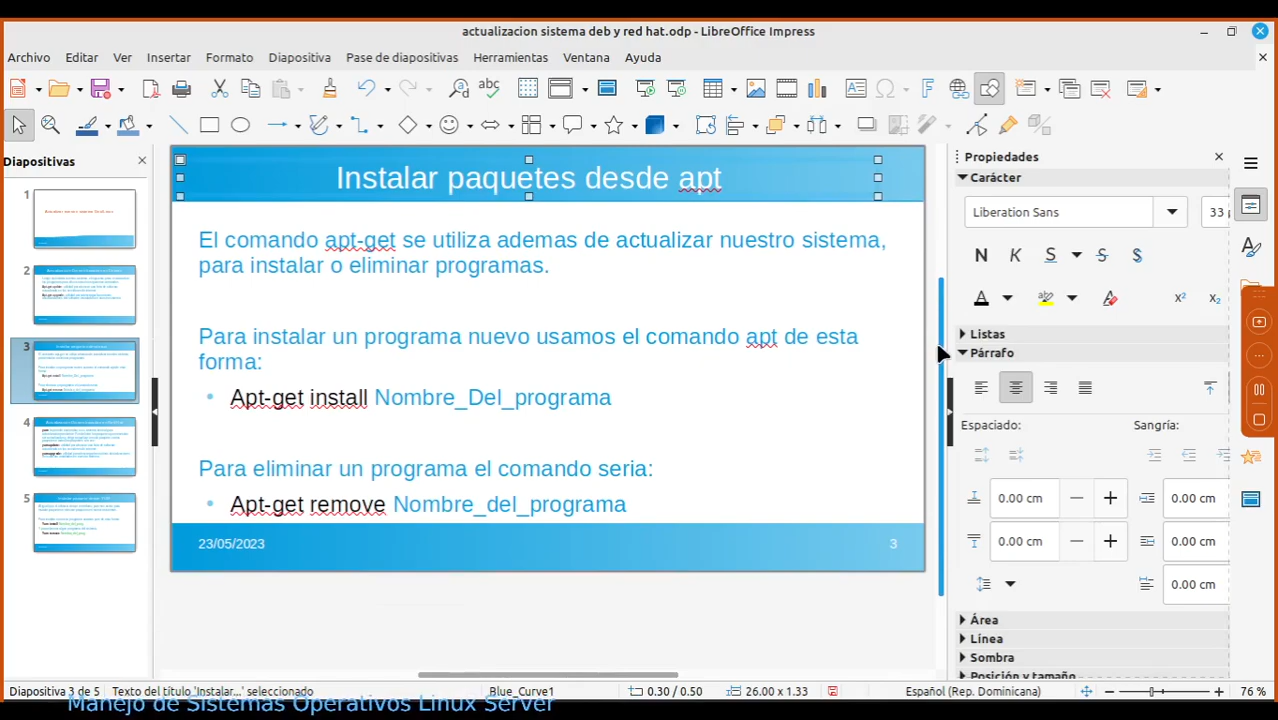 actualizacion sistema deb y red hat.odp - LibreOffice Impress
Archivo Editar Ver Insertar Formato Diapositiva Pase de diapositivas Herramientas Ventana Ayuda
Diapositivas
1
2
3
4
5
Instalar paquetes desde apt
El comando apt-get se utiliza ademas de actualizar nuestro sistema,
para instalar o eliminar programas.
Para instalar un programa nuevo usamos el comando apt de esta
forma:
Apt-get install Nombre_Del_programa
Para eliminar un programa el comando seria:
Apt-get remove Nombre_del_programa
23/05/2023
3
Propiedades
Carácter
Liberation Sans
33
Listas
Párrafo
Espaciado: Sangría:
0.00 cm 0.00 cm
0.00 cm 0.00 cm
0.00 cm
Área
Línea
Sombra
Posición y tamaño
Diapositiva 3 de 5 Texto del título 'Instalar...' seleccionado Blue_Curve1 0.30 / 0.50 26.00 x 1.33 Español (Rep. Dominicana) 76 %
Manejo de Sistemas Operativos Linux Server